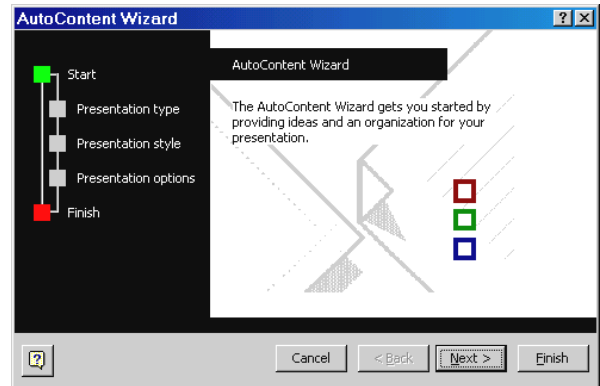 AutoContent Wizard
Start
Presentation type
Presentation style
Presentation options
Finish
AutoContent Wizard
The AutoContent Wizard gets you started by
providing ideas and an organization for your
presentation.
Cancel
< Back
Next >
Finish